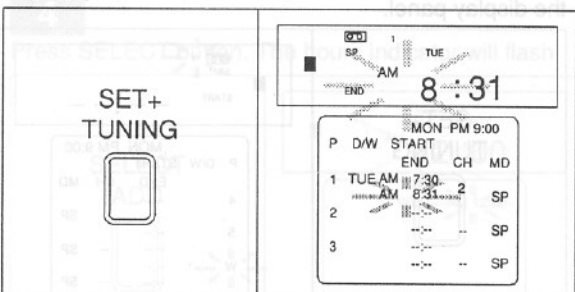 SET+
TUNING
1
SP TUE
AM
END 8:31
MON PM 9:00
P D/W START
END CH MD
1 TUE AM 7:30
AM 8:31 2 SP
2 --:-- -- SP
3
--:-- -- SP